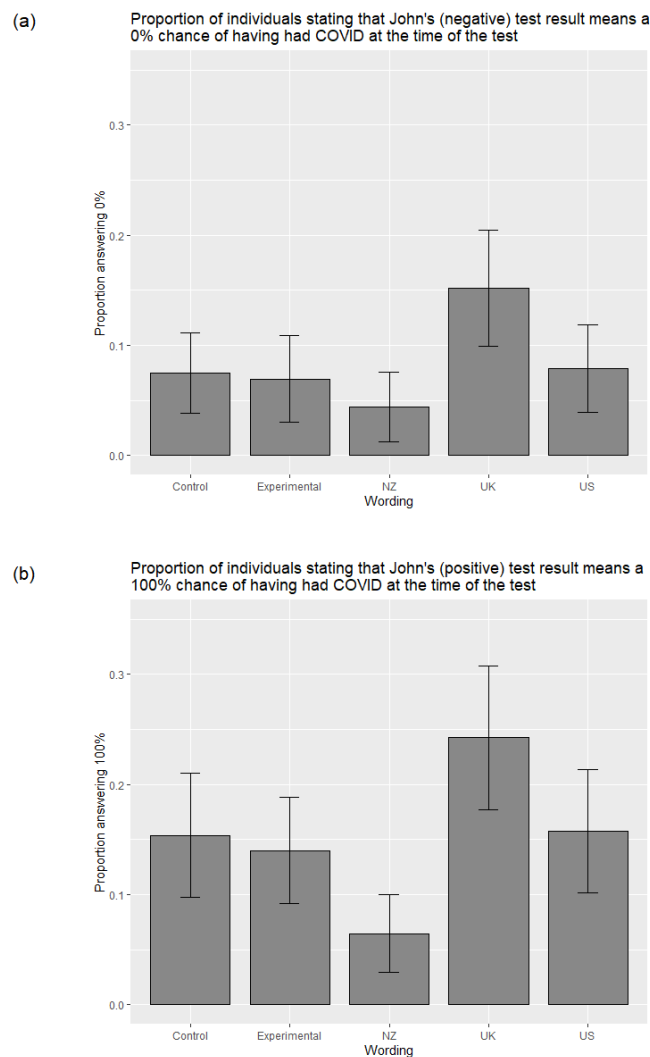 (a)
Proportion of individuals stating that John's (negative) test result means a
0% chance of having had COVID at the time of the test
Proportion answering 0%
0.3
0.2
0.1
0.0
Control Experimental NZ UK US
Wording
(b)
Proportion of individuals stating that John's (positive) test result means a
100% chance of having had COVID at the time of the test
Proportion answering 100%
0.3
0.2
0.1
0.0
Control Experimental NZ UK US
Wording